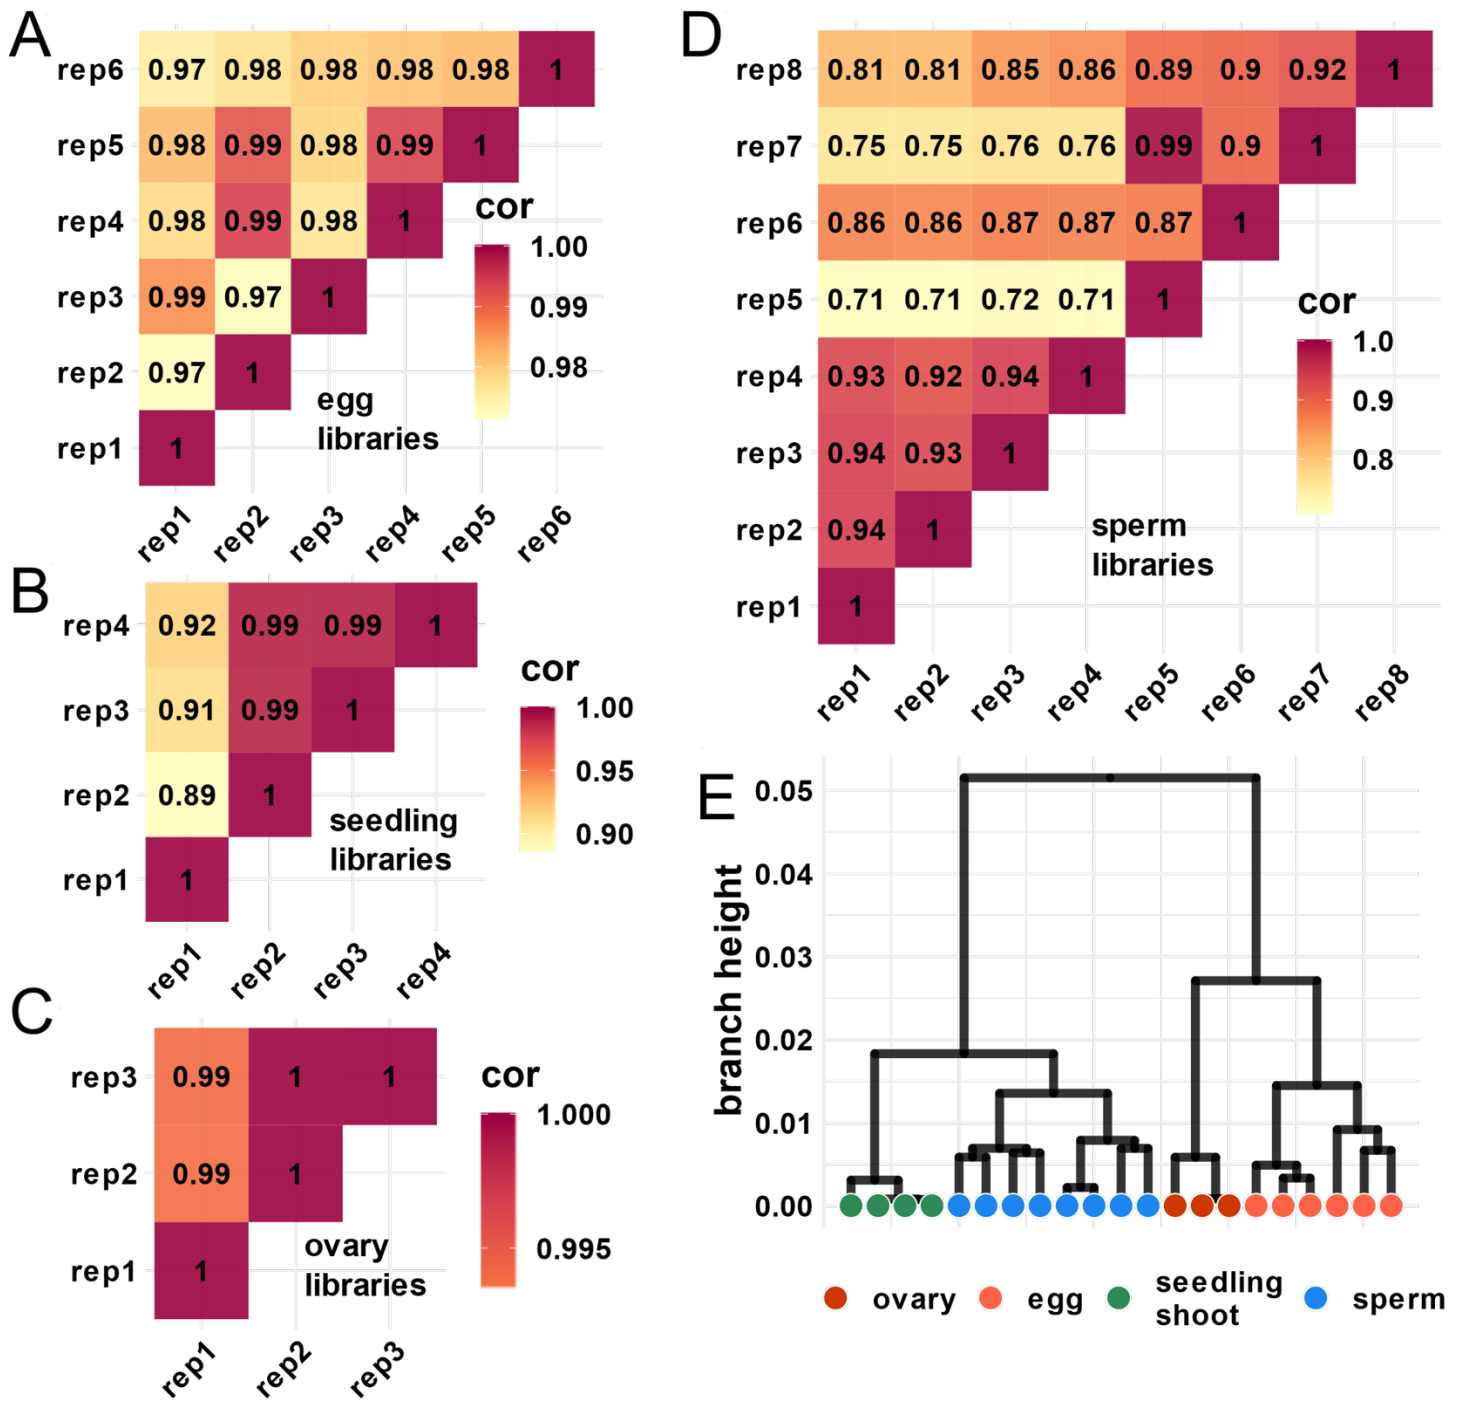 A
rep6 0.97 0.98 0.98 0.98 0.98 1
rep5 0.98 0.99 0.98 0.99 1
rep4 0.98 0.99 0.98 1
rep3 0.99 0.97 1
rep2 0.97 1
rep1 1
rep1 rep2 rep3 rep4 rep5 rep6
egg
libraries
cor
1.00
0.99
0.98
B
rep4 0.92 0.99 0.99 1
rep3 0.91 0.99 1
rep2 0.89 1
rep1 1
rep1 rep2 rep3 rep4
seedling
libraries
cor
1.00
0.95
0.90
C
rep3 0.99 1 1
rep2 0.99 1
rep1 1
rep1 rep2 rep3
ovary
libraries
cor
1.000
0.995
D
rep8 0.81 0.81 0.85 0.86 0.89 0.9 0.92 1
rep7 0.75 0.75 0.76 0.76 0.99 0.9 1
rep6 0.86 0.86 0.87 0.87 0.87 1
rep5 0.71 0.71 0.72 0.71 1
rep4 0.93 0.92 0.94 1
rep3 0.94 0.93 1
rep2 0.94 1
rep1 1
rep1 rep2 rep3 rep4 rep5 rep6 rep7 rep8
sperm
libraries
cor
1.0
0.9
0.8
E
branch height
0.05
0.04
0.03
0.02
0.01
0.00
ovary egg seedling shoot sperm